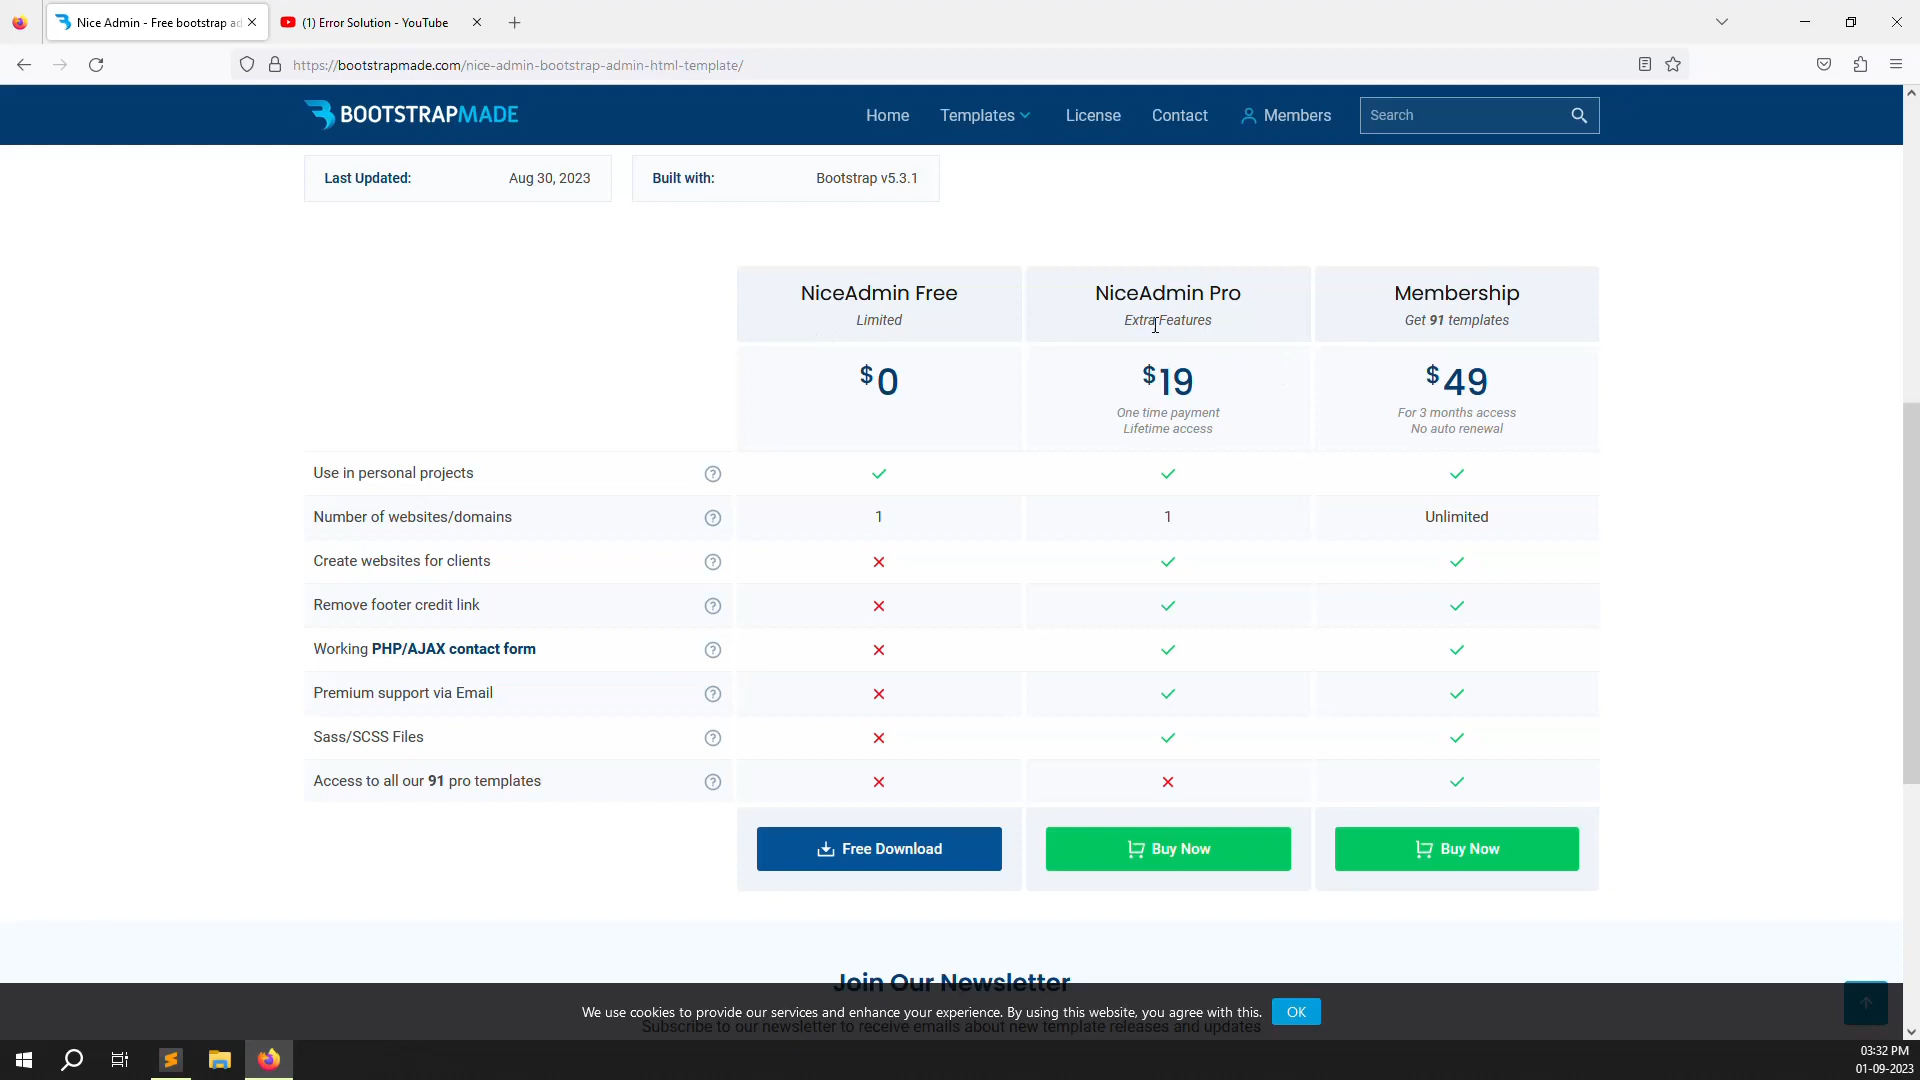 Nice Admin - Free bootstrap ad
(1) Error Solution - YouTube
https://bootstrapmade.com/nice-admin-bootstrap-admin-html-template/
BOOTSTRAPMADE
Home
Templates
License
Contact
Members
Search
Last Updated:
Aug 30, 2023
Built with:
Bootstrap v5.3.1
NiceAdmin Free
Limited
NiceAdmin Pro
Extra Features
Membership
Get 91 templates
$0
$19
One time payment
Lifetime access
$49
For 3 months access
No auto renewal
Use in personal projects
Number of websites/domains
1
1
Unlimited
Create websites for clients
Remove footer credit link
Working PHP/AJAX contact form
Premium support via Email
Sass/SCSS Files
Access to all our 91 pro templates
Free Download
Buy Now
Buy Now
Join Our Newsletter
We use cookies to provide our services and enhance your experience. By using this website, you agree with this.
OK
Subscribe to our newsletter to receive emails about new template releases and updates
03:32 PM
01-09-2023